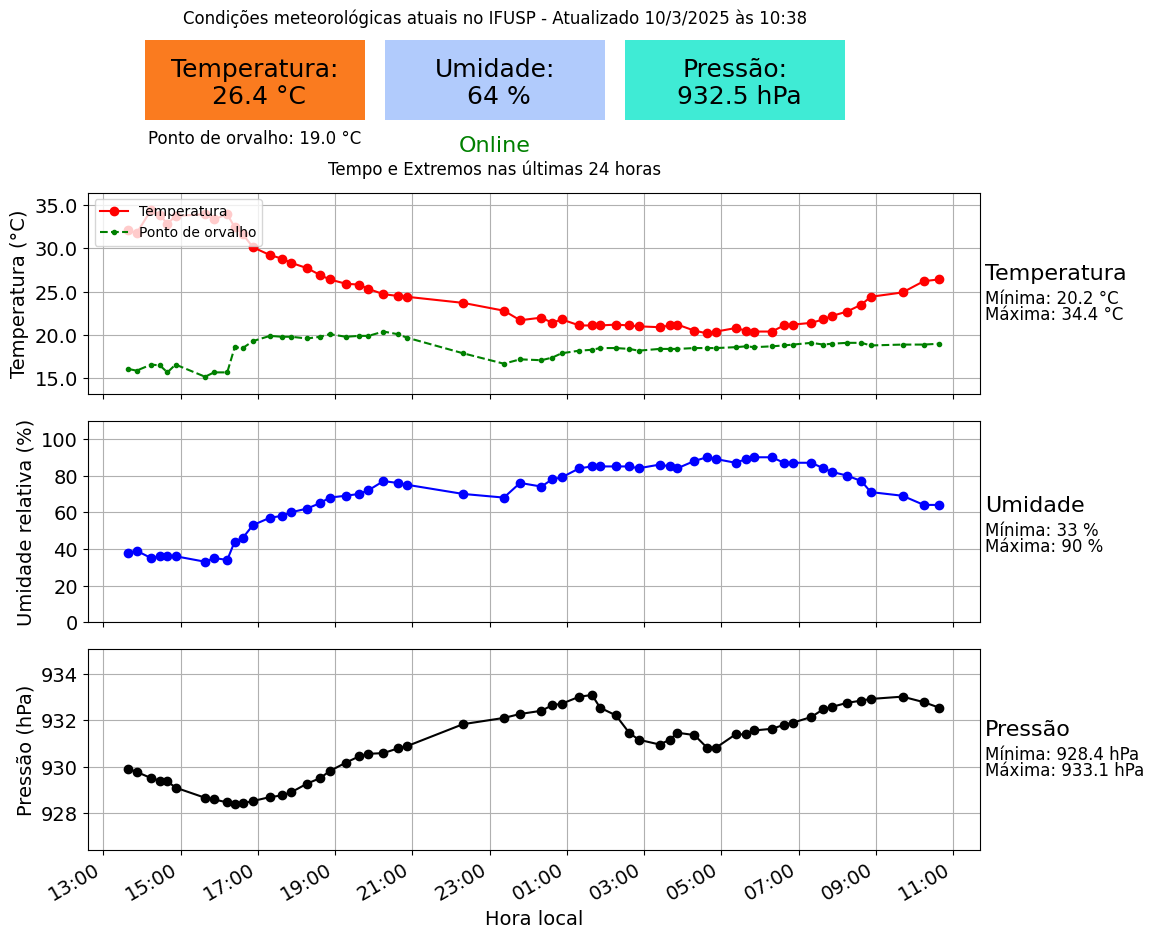 Condições meteorológicas atuais no IFUSP - Atualizado 10/3/2025 às 10:38
Temperatura:
26.4 °C
Umidade:
64 %
Pressão:
932.5 hPa
Ponto de orvalho: 19.0 °C
Online
Tempo e Extremos nas últimas 24 horas
Temperatura (°C)
35.0
30.0
25.0
20.0
15.0
Temperatura
Ponto de orvalho
Temperatura
Mínima: 20.2 °C
Máxima: 34.4 °C
Umidade relativa (%)
100
80
60
40
20
0
Umidade
Mínima: 33 %
Máxima: 90 %
Pressão (hPa)
934
932
930
928
Pressão
Mínima: 928.4 hPa
Máxima: 933.1 hPa
13:00
15:00
17:00
19:00
21:00
23:00
01:00
03:00
05:00
07:00
09:00
11:00
Hora local